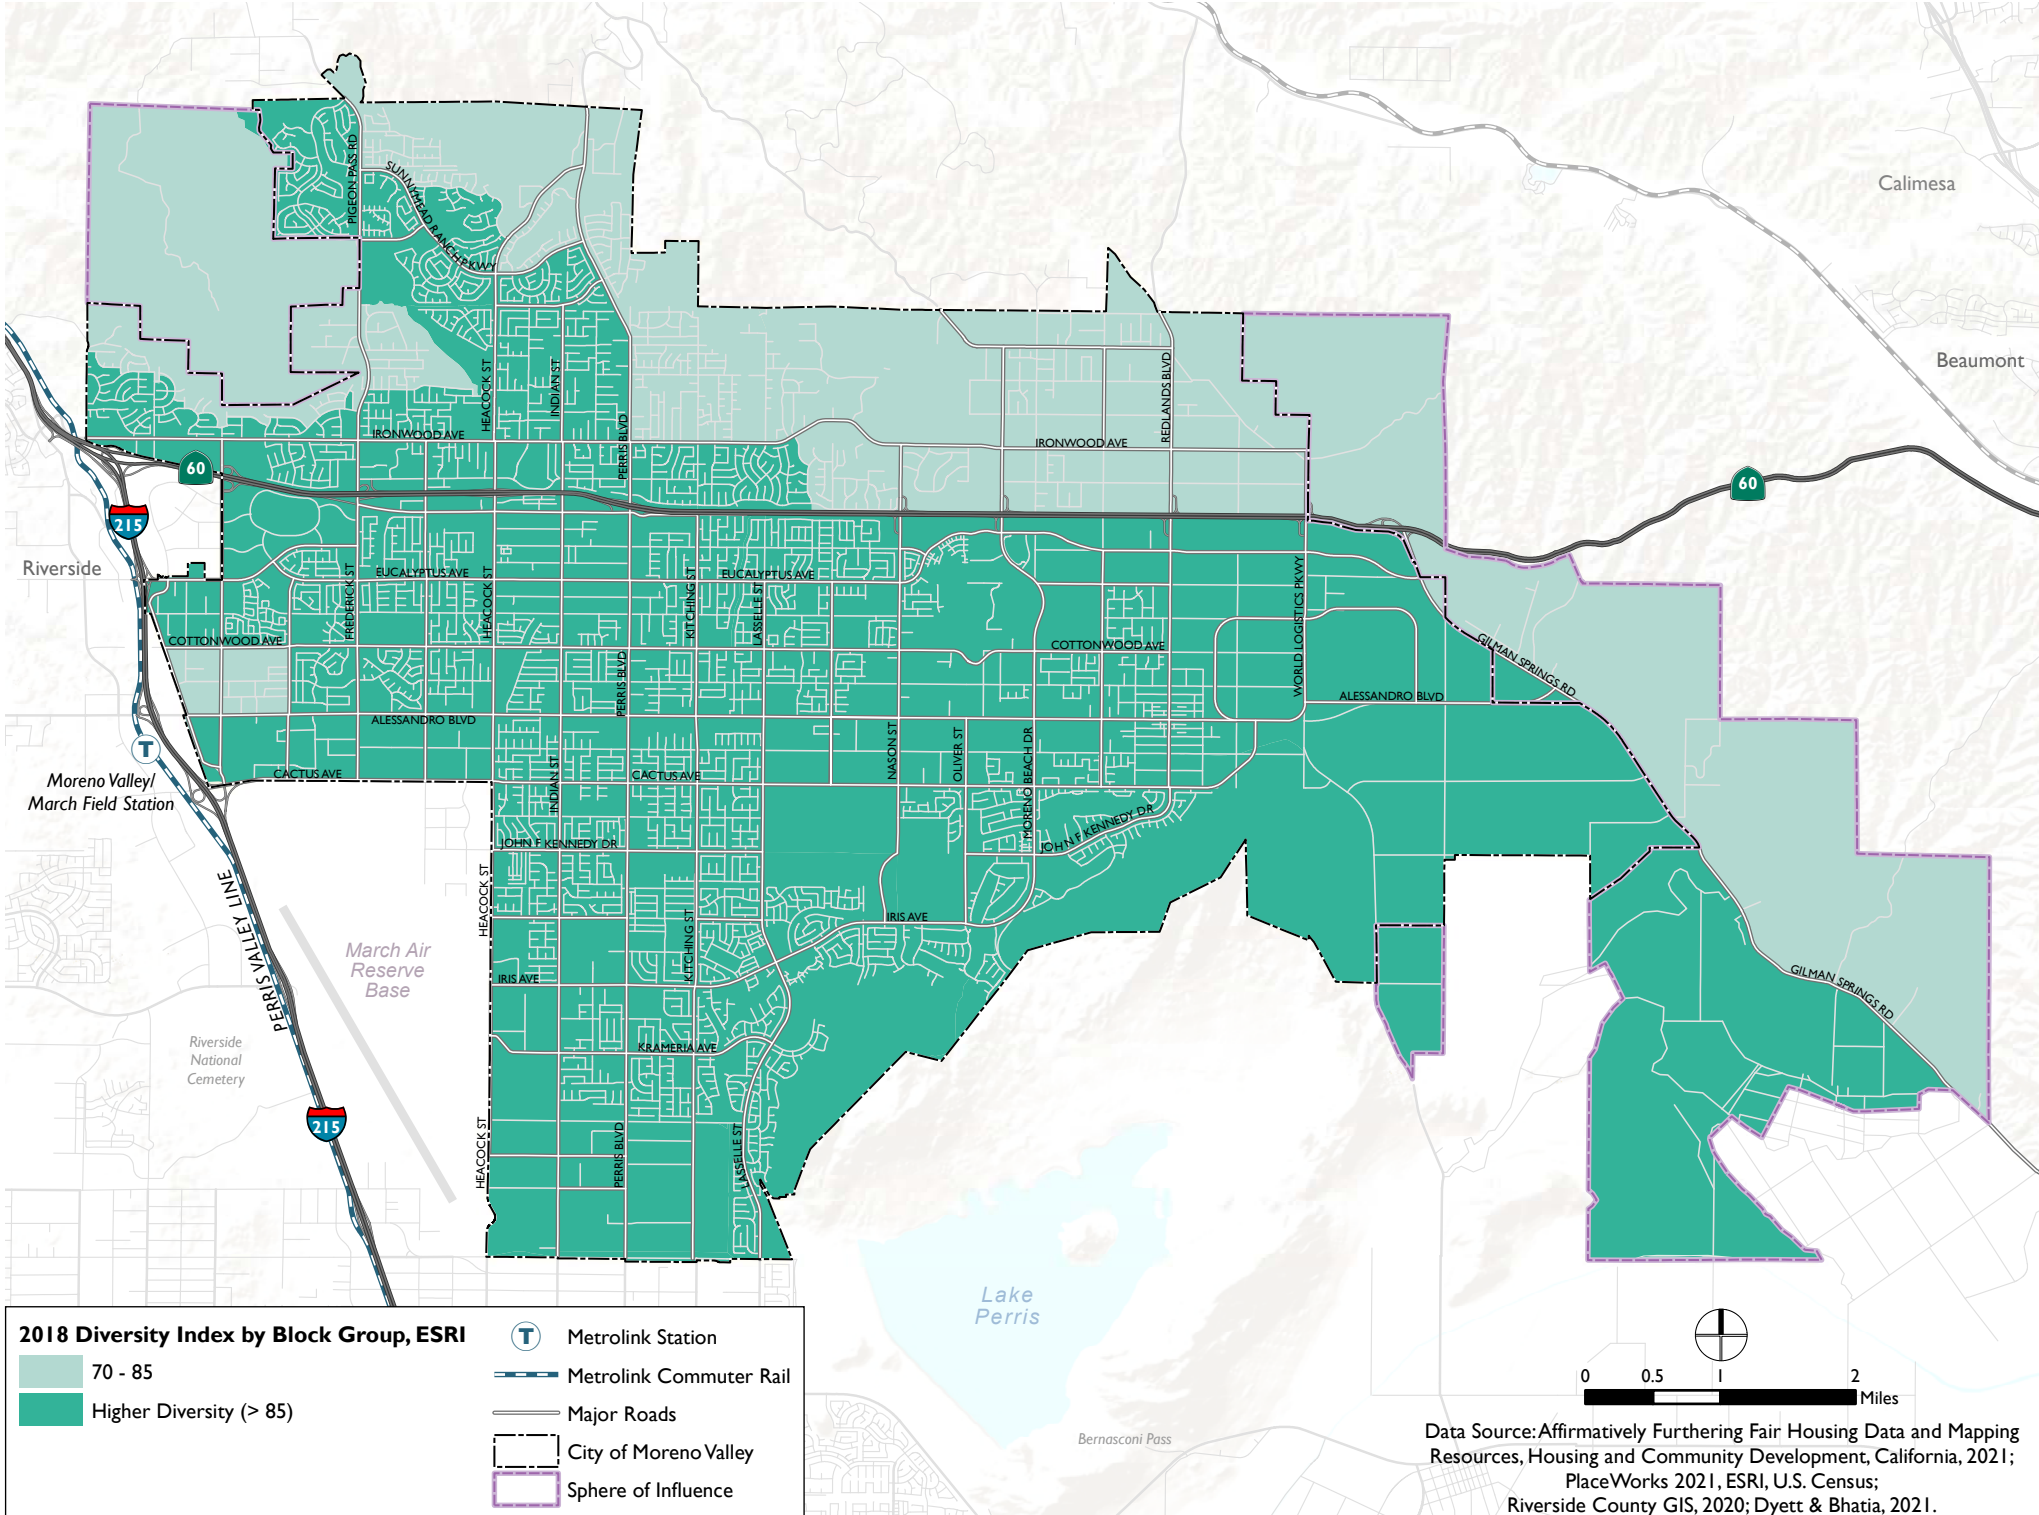 Calimesa
Beaumont
Riverside
60
60
215
215
PIGEON PASS RD
SUNNYMEAD RANCH PKWY
HEACOCK ST
INDIAN ST
PERRIS BLVD
REDLANDS BLVD
IRONWOOD AVE
IRONWOOD AVE
EUCALYPTUS AVE
EUCALYPTUS AVE
FREDERICK ST
HEACOCK ST
KITCHING ST
LASSELLE ST
WORLD LOGISTICS PKWY
COTTONWOOD AVE
COTTONWOOD AVE
GILMAN SPRINGS RD
PERRIS BLVD
ALESSANDRO BLVD
ALESSANDRO BLVD
NASON ST
OLIVER ST
MORENO BEACH DR
T
Moreno Valley/
March Field Station
CACTUS AVE
CACTUS AVE
INDIAN ST
JOHN F KENNEDY DR
JOHN F KENNEDY DR
HEACOCK ST
PERRIS VALLEY LINE
March Air
Reserve
Base
KITCHING ST
IRIS AVE
IRIS AVE
GILMAN SPRINGS RD
Riverside
National
Cemetery
KRAMERIA AVE
HEACOCK ST
PERRIS BLVD
LASSELLE ST
Lake
Perris
Bernasconi Pass
2018 Diversity Index by Block Group, ESRI
70 - 85
Higher Diversity (> 85)
T
Metrolink Station
Metrolink Commuter Rail
Major Roads
City of Moreno Valley
Sphere of Influence
0 0.5 1 2
Miles
Data Source: Affirmatively Furthering Fair Housing Data and Mapping
Resources, Housing and Community Development, California, 2021;
PlaceWorks 2021, ESRI, U.S. Census;
Riverside County GIS, 2020; Dyett & Bhatia, 2021.